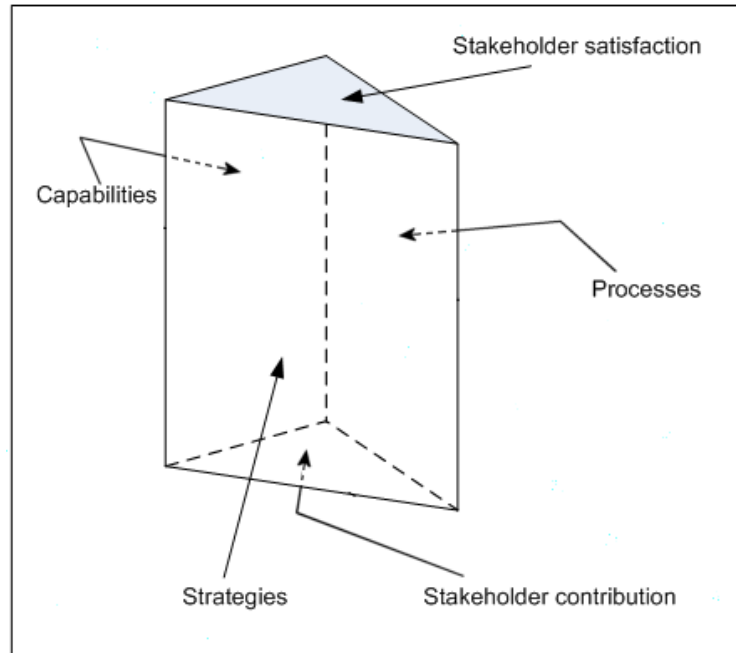 Stakeholder satisfaction
Capabilities
Processes
Strategies
Stakeholder contribution